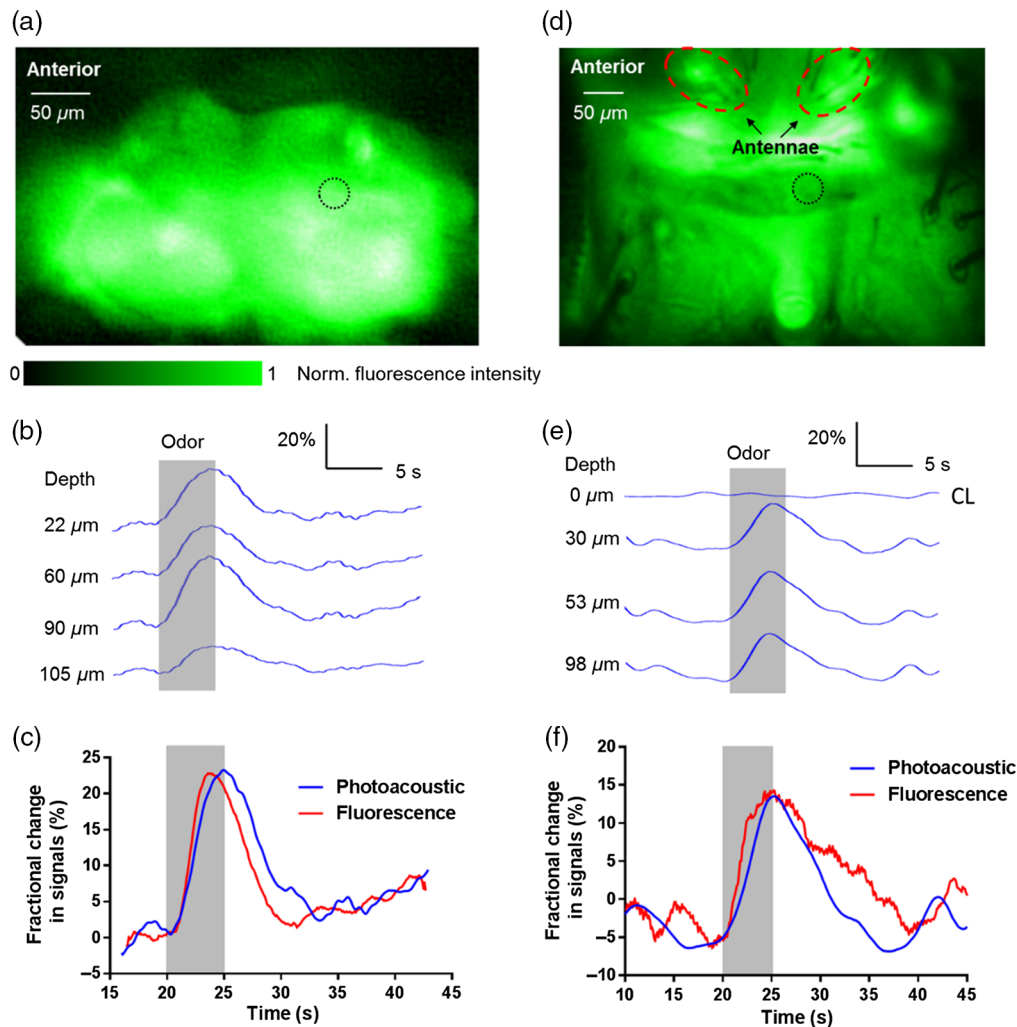 (a)
Anterior
50 µm
(d)
Anterior
50 µm
Antennae
0 1 Norm. fluorescence intensity
(b)
Odor
20%
5 s
Depth
22 µm
60 µm
90 µm
105 µm
(e)
Odor
20%
5 s
Depth
0 µm
CL
30 µm
53 µm
98 µm
(c)
Fractional change
in signals (%)
25
20
15
10
5
0
–5
Photoacoustic
Fluorescence
15 20 25 30 35 40 45
Time (s)
(f)
Fractional change
in signals (%)
20
15
10
5
0
–5
–10
Photoacoustic
Fluorescence
10 15 20 25 30 35 40 45
Time (s)